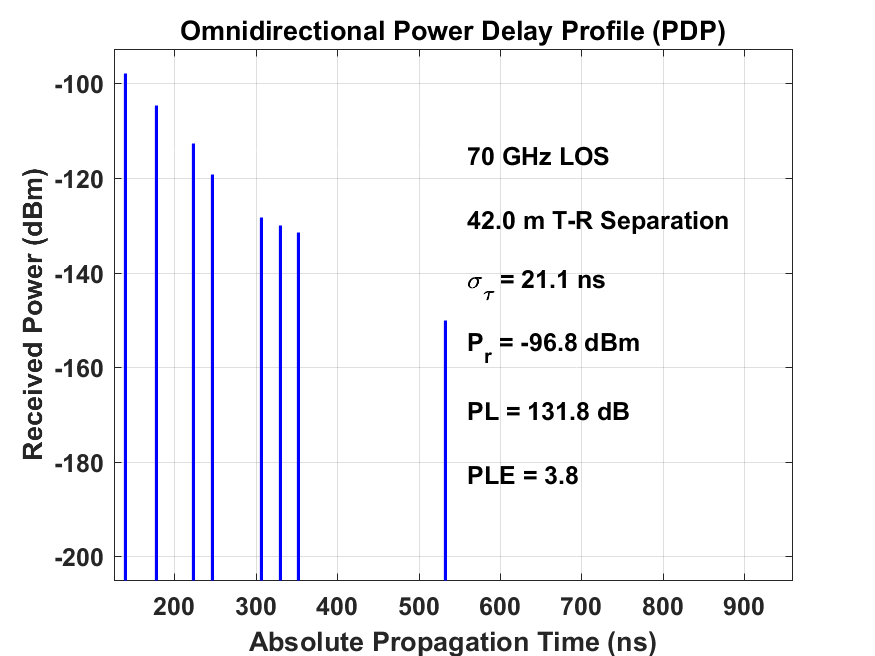 Omnidirectional Power Delay Profile (PDP)
Received Power (dBm)
-100
-120
-140
-160
-180
-200
70 GHz LOS
42.0 m T-R Separation
σ_τ = 21.1 ns
P_r = -96.8 dBm
PL = 131.8 dB
PLE = 3.8
200 300 400 500 600 700 800 900
Absolute Propagation Time (ns)